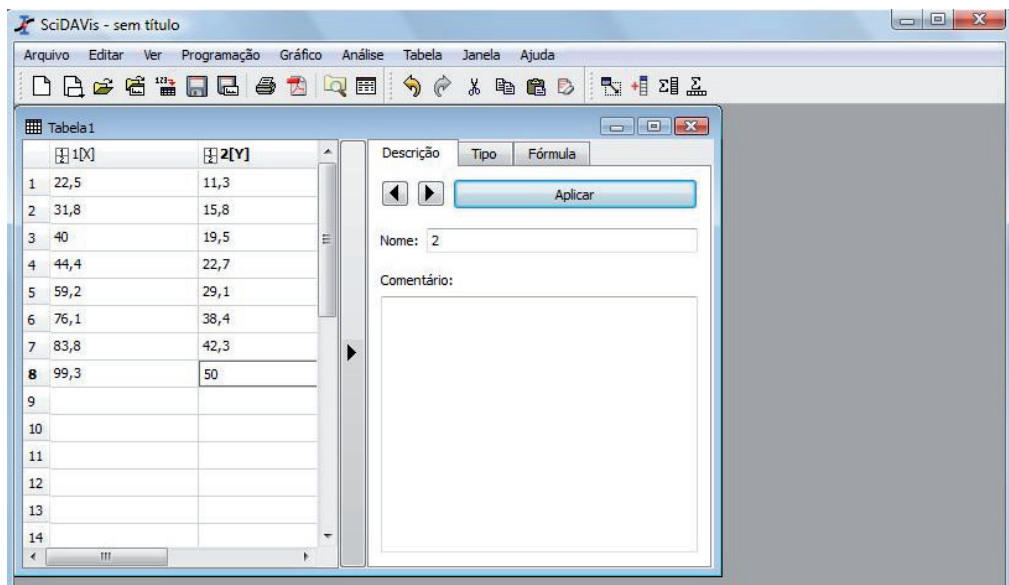 SciDAVis - sem título
Arquivo Editar Ver Programação Gráfico Análise Tabela Janela Ajuda
Tabela1
1[X] 2[Y]
1 22,5 11,3
2 31,8 15,8
3 40 19,5
4 44,4 22,7
5 59,2 29,1
6 76,1 38,4
7 83,8 42,3
8 99,3 50
9
10
11
12
13
14
Descrição Tipo Fórmula
Aplicar
Nome: 2
Comentário: